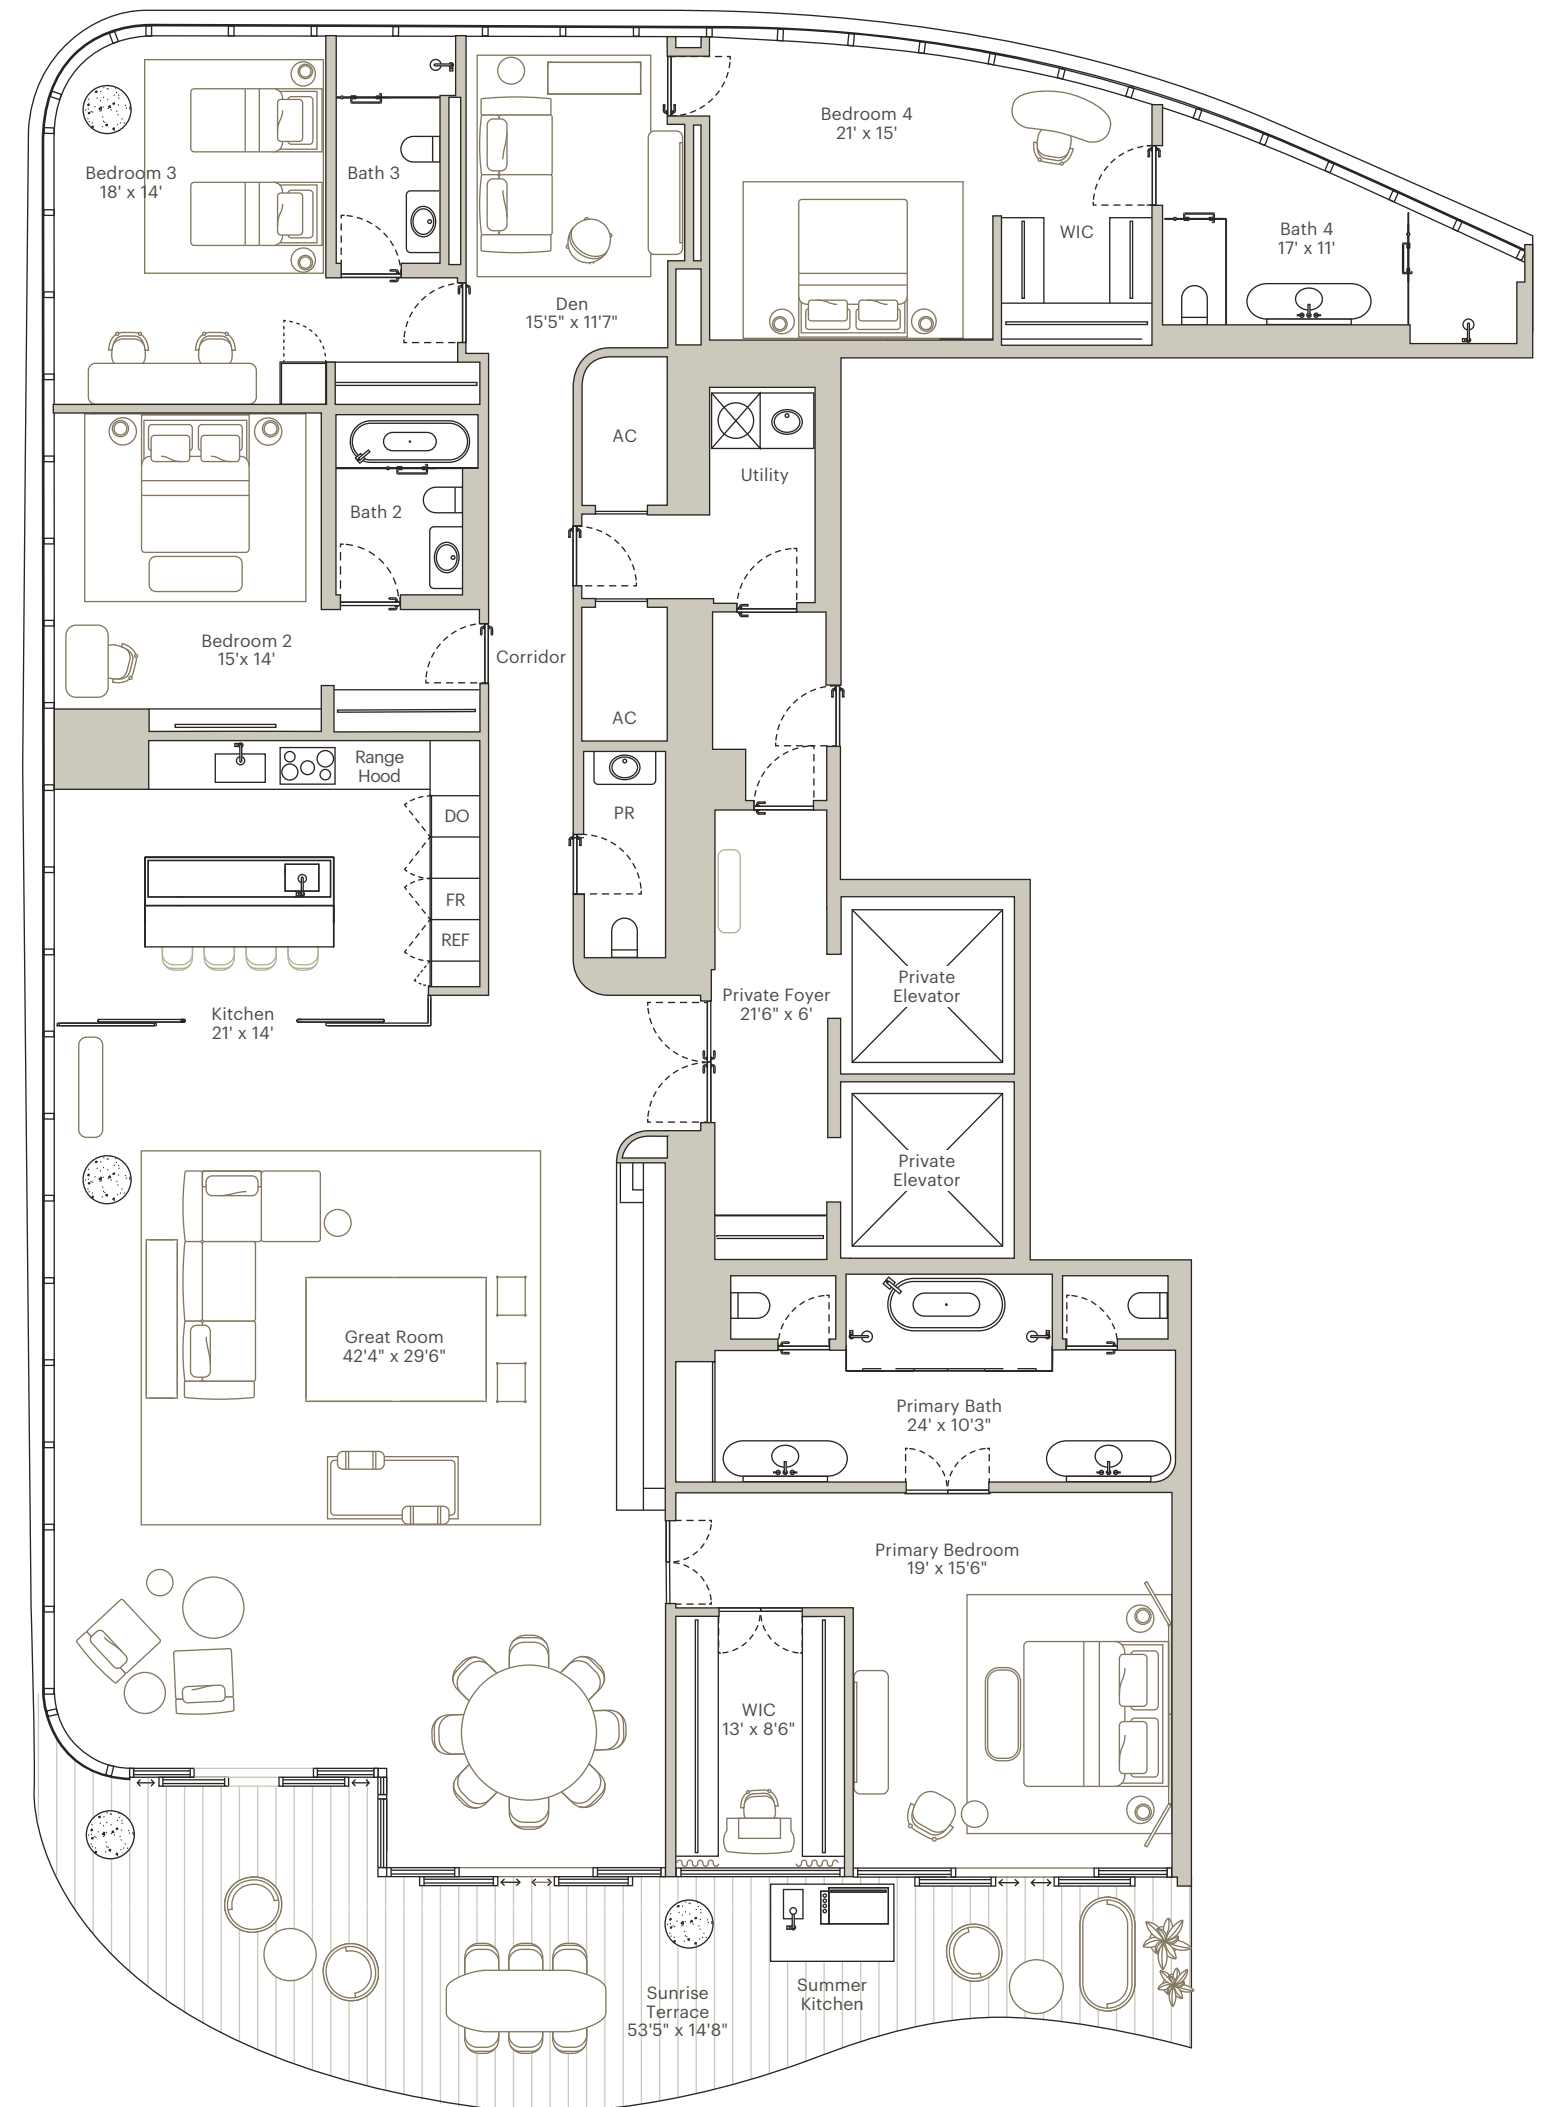 Bedroom 3
18' x 14'
Bath 3
Den
15'5" x 11'7"
Bedroom 4
21' x 15'
WIC
Bath 4
17' x 11'
AC
Utility
Bath 2
Bedroom 2
15'x 14'
Corridor
AC
Range
Hood
DO
PR
FR
REF
Kitchen
21' x 14'
Private Foyer
21'6" x 6'
Private
Elevator
Private
Elevator
Great Room
42'4" x 29'6"
Primary Bath
24' x 10'3"
Primary Bedroom
19' x 15'6"
WIC
13' x 8'6"
Sunrise
Terrace
53'5" x 14'8"
Summer
Kitchen